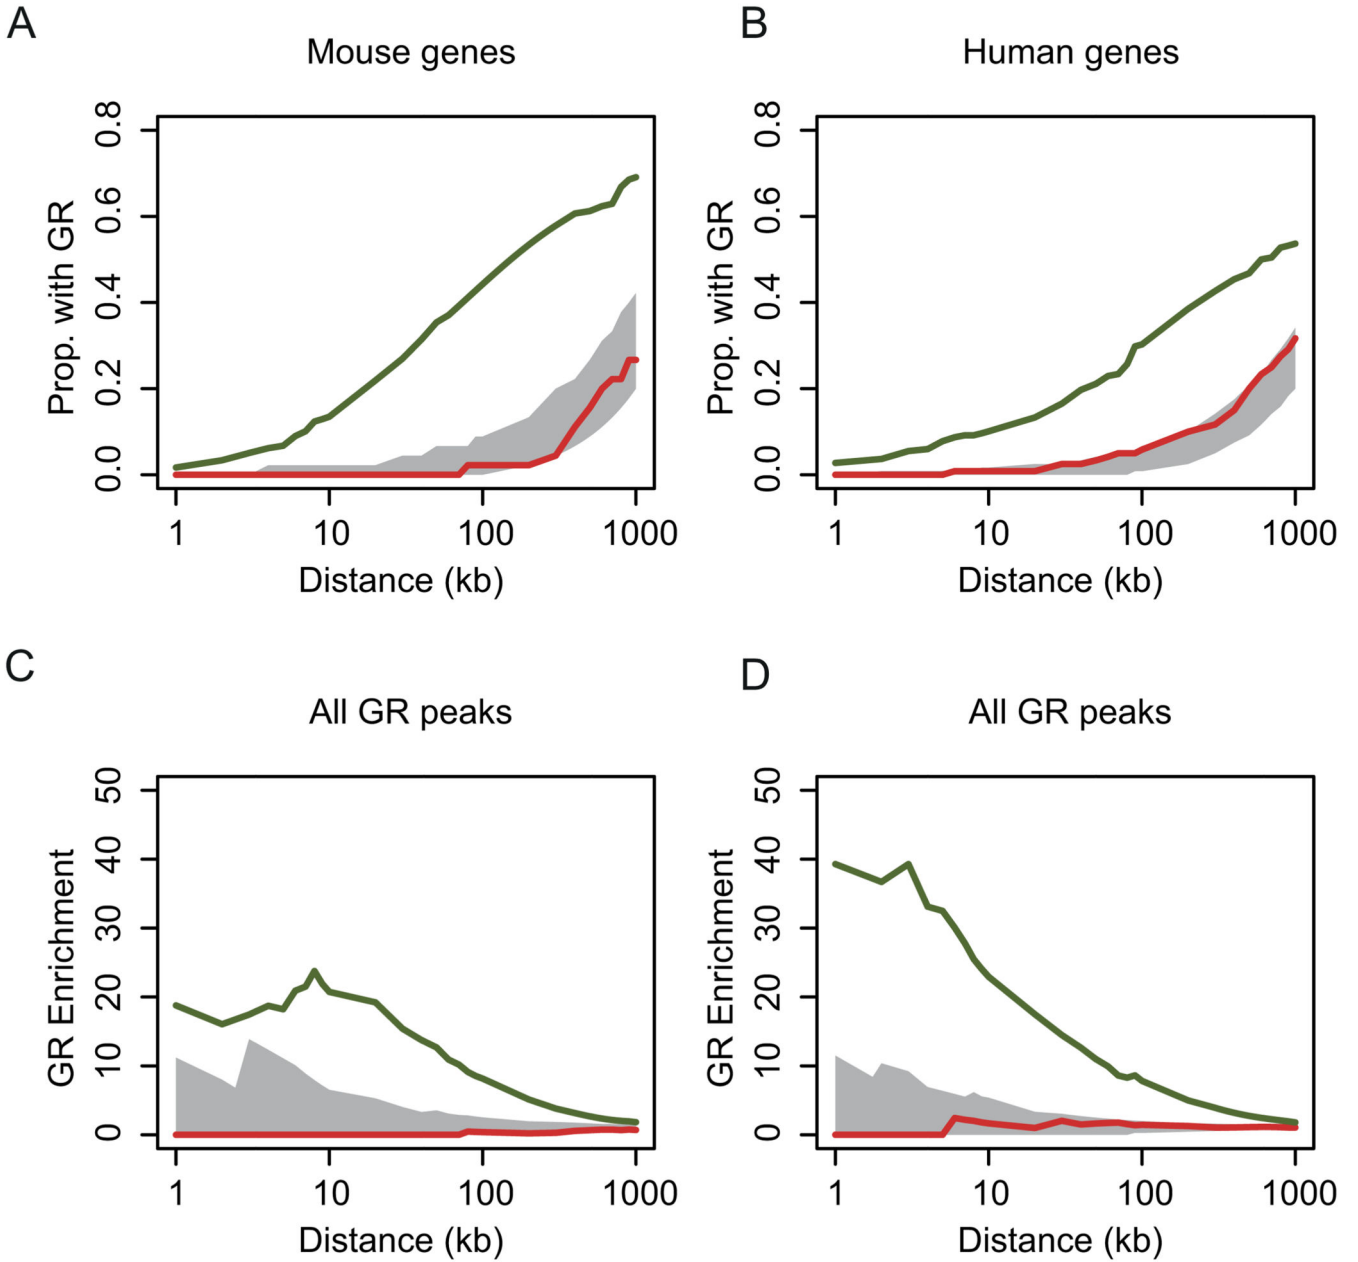 A
Mouse genes
Prop. with GR
0.8
0.6
0.4
0.2
0.0
1 10 100 1000
Distance (kb)
B
Human genes
Prop. with GR
0.8
0.6
0.4
0.2
0.0
1 10 100 1000
Distance (kb)
C
All GR peaks
GR Enrichment
50
40
30
20
10
0
1 10 100 1000
Distance (kb)
D
All GR peaks
GR Enrichment
50
40
30
20
10
0
1 10 100 1000
Distance (kb)